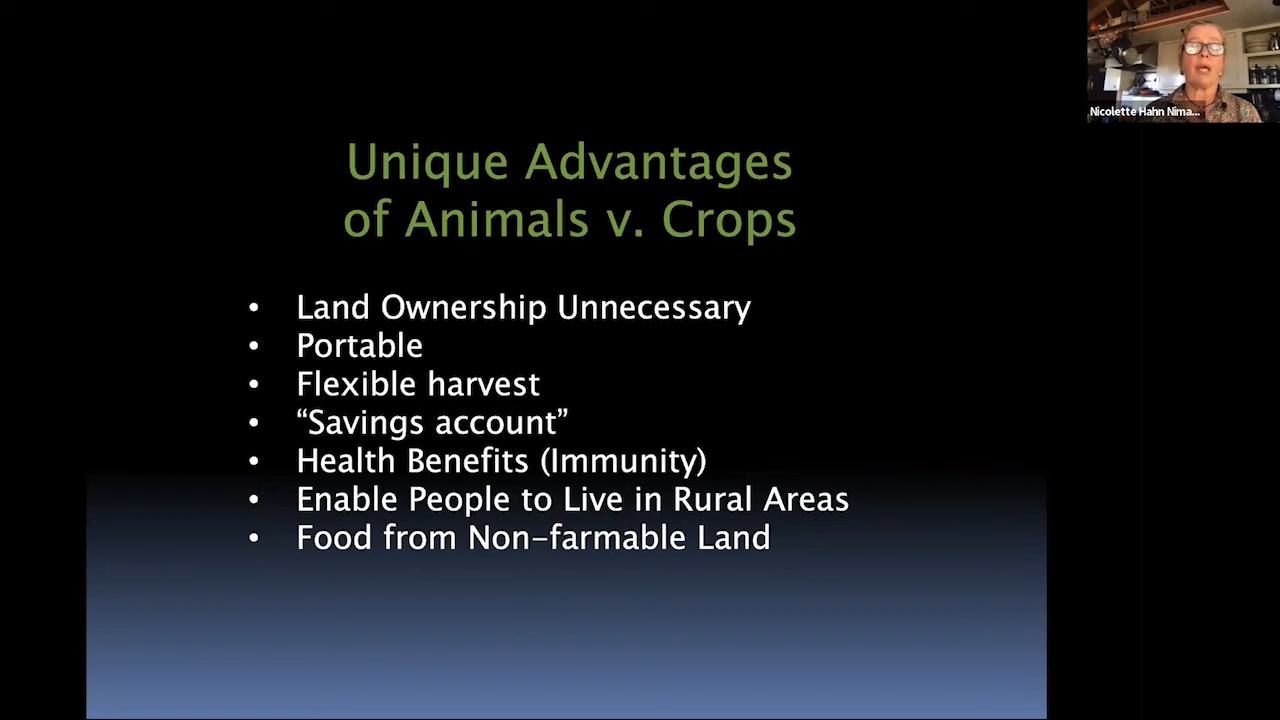 Nicolette Hahn Nima...
Unique Advantages
of Animals v. Crops
• Land Ownership Unnecessary
• Portable
• Flexible harvest
• “Savings account”
• Health Benefits (Immunity)
• Enable People to Live in Rural Areas
• Food from Non-farmable Land